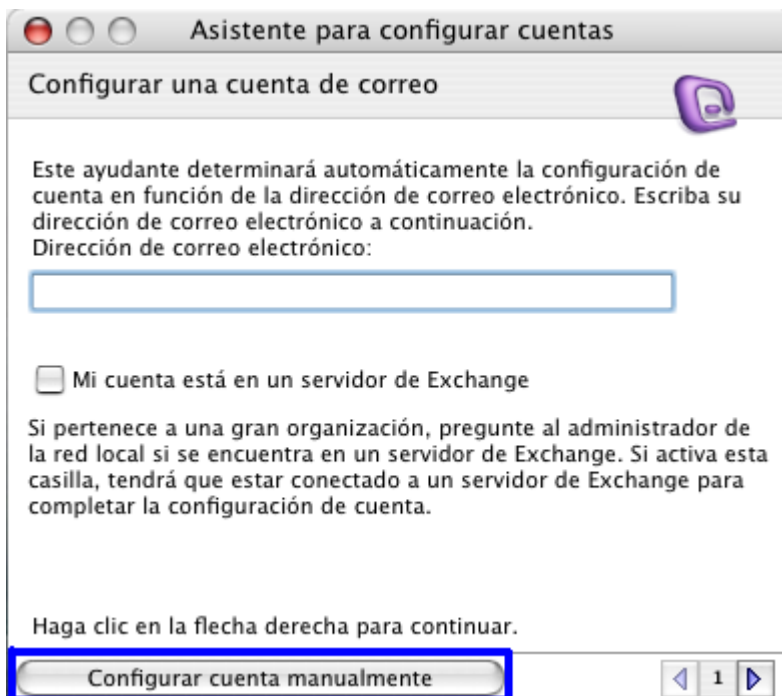 Asistente para configurar cuentas
Configurar una cuenta de correo
Este ayudante determinará automáticamente la configuración de
cuenta en función de la dirección de correo electrónico. Escriba su
dirección de correo electrónico a continuación.
Dirección de correo electrónico:
Mi cuenta está en un servidor de Exchange
Si pertenece a una gran organización, pregunte al administrador de
la red local si se encuentra en un servidor de Exchange. Si activa esta
casilla, tendrá que estar conectado a un servidor de Exchange para
completar la configuración de cuenta.
Haga clic en la flecha derecha para continuar.
Configurar cuenta manualmente
1